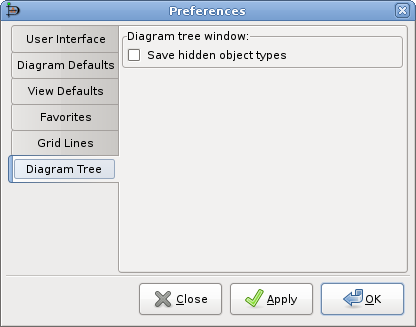 Preferences
User Interface
Diagram Defaults
View Defaults
Favorites
Grid Lines
Diagram Tree
Diagram tree window:
Save hidden object types
Close
Apply
OK